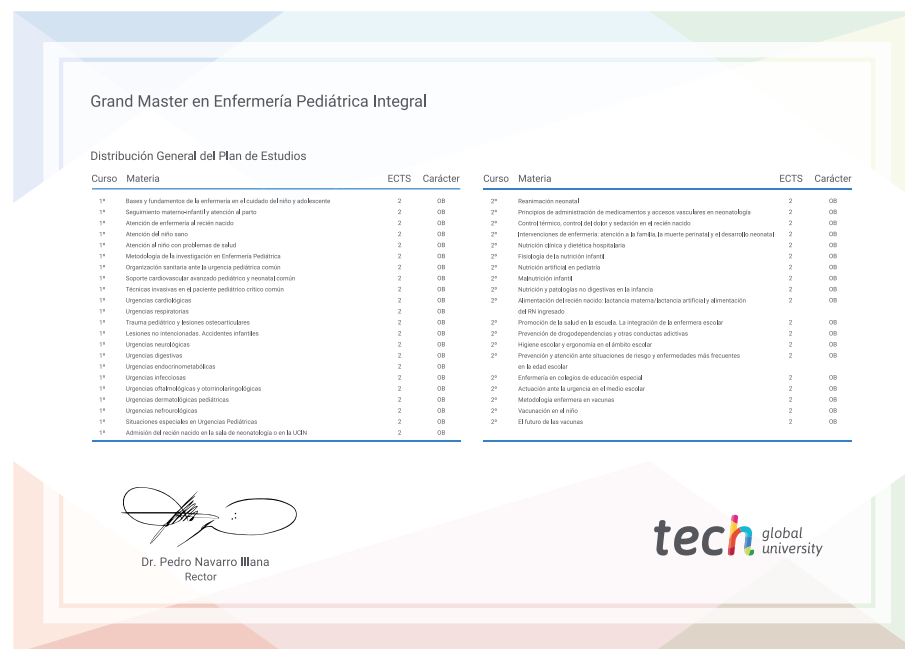 Grand Master en Enfermería Pediátrica Integral
Distribución General del Plan de Estudios
Curso Materia ECTS Carácter
1º Bases y fundamentos de la enfermería en el cuidado del niño y adolescente 2 OB
1º Seguimiento materno-infantil y atención al parto 2 OB
1º Atención de enfermería al recién nacido 2 OB
1º Atención del niño sano 2 OB
1º Atención al niño con problemas de salud 2 OB
1º Metodología de la investigación en Enfermería Pediátrica 2 OB
1º Organización sanitaria ante la urgencia pediátrica común 2 OB
1º Soporte cardiovascular avanzado pediátrico y neonatal común 2 OB
1º Técnicas invasivas en el paciente pediátrico crítico común 2 OB
1º Urgencias cardiológicas 2 OB
1º Urgencias respiratorias 2 OB
1º Trauma pediátrico y lesiones osteoarticulares 2 OB
1º Lesiones no intencionadas. Accidentes infantiles 2 OB
1º Urgencias neurológicas 2 OB
1º Urgencias digestivas 2 OB
1º Urgencias endocrinometabólicas 2 OB
1º Urgencias infecciosas 2 OB
1º Urgencias oftalmológicas y otorrinolaringológicas 2 OB
1º Urgencias dermatológicas pediátricas 2 OB
1º Urgencias nefrourológicas 2 OB
1º Situaciones especiales en Urgencias Pediátricas 2 OB
1º Admisión del recién nacido en la sala de neonatología o en la UCIN 2 OB
Curso Materia ECTS Carácter
2º Reanimación neonatal 2 OB
2º Principios de administración de medicamentos y accesos vasculares en neonatología 2 OB
2º Control térmico, control del dolor y sedación en el recién nacido 2 OB
2º Intervenciones de enfermería: atención a la familia, la muerte perinatal y el desarrollo neonatal 2 OB
2º Nutrición clínica y dietética hospitalaria 2 OB
2º Fisiología de la nutrición infantil 2 OB
2º Nutrición artificial en pediatría 2 OB
2º Malnutrición infantil 2 OB
2º Nutrición y patologías no digestivas en la infancia 2 OB
2º Alimentación del recién nacido: lactancia materna/lactancia artificial y alimentación 2 OB
del RN ingresado
2º Promoción de la salud en la escuela. La integración de la enfermera escolar 2 OB
2º Prevención de drogodependencias y otras conductas adictivas 2 OB
2º Higiene escolar y ergonomía en el ámbito escolar 2 OB
2º Prevención y atención ante situaciones de riesgo y enfermedades más frecuentes 2 OB
en la edad escolar
2º Enfermería en colegios de educación especial 2 OB
2º Actuación ante la urgencia en el medio escolar 2 OB
2º Metodología enfermera en vacunas 2 OB
2º Vacunación en el niño 2 OB
2º El futuro de las vacunas 2 OB
Dr. Pedro Navarro Illana
Rector
tech global
university